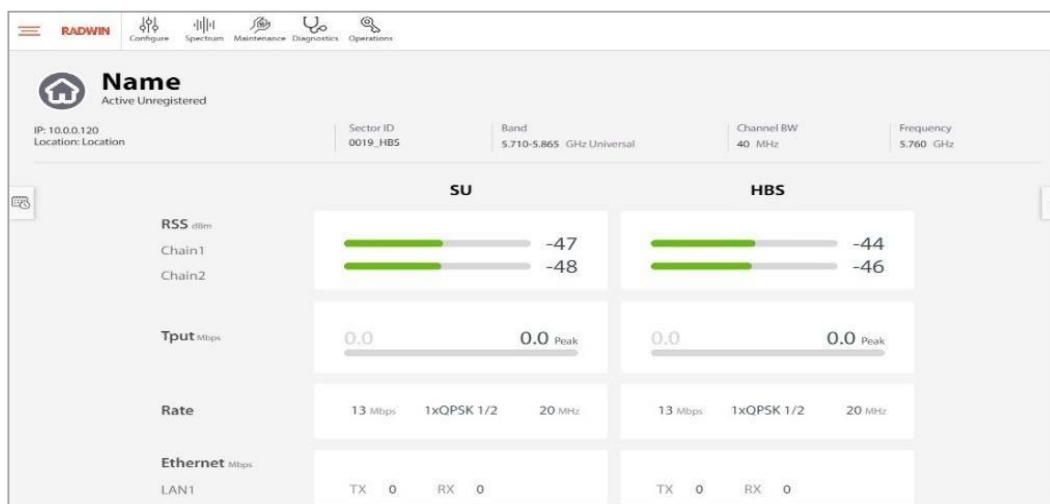 RADWIN
Configure Spectrum Maintenance Diagnostics Operations
Name
Active Unregistered
IP: 10.0.0.120
Location: Location
Sector ID
0019_HBS
Band
5.710-5.865 GHz Universal
Channel BW
40 MHz
Frequency
5.760 GHz
SU HBS
RSS dBm
Chain1 -47 -44
Chain2 -48 -46
Tput Mbps 0.0 0.0 Peak 0.0 0.0 Peak
Rate 13 Mbps 1xQPSK 1/2 20 MHz 13 Mbps 1xQPSK 1/2 20 MHz
Ethernet Mbps
LAN1 TX 0 RX 0 TX 0 RX 0